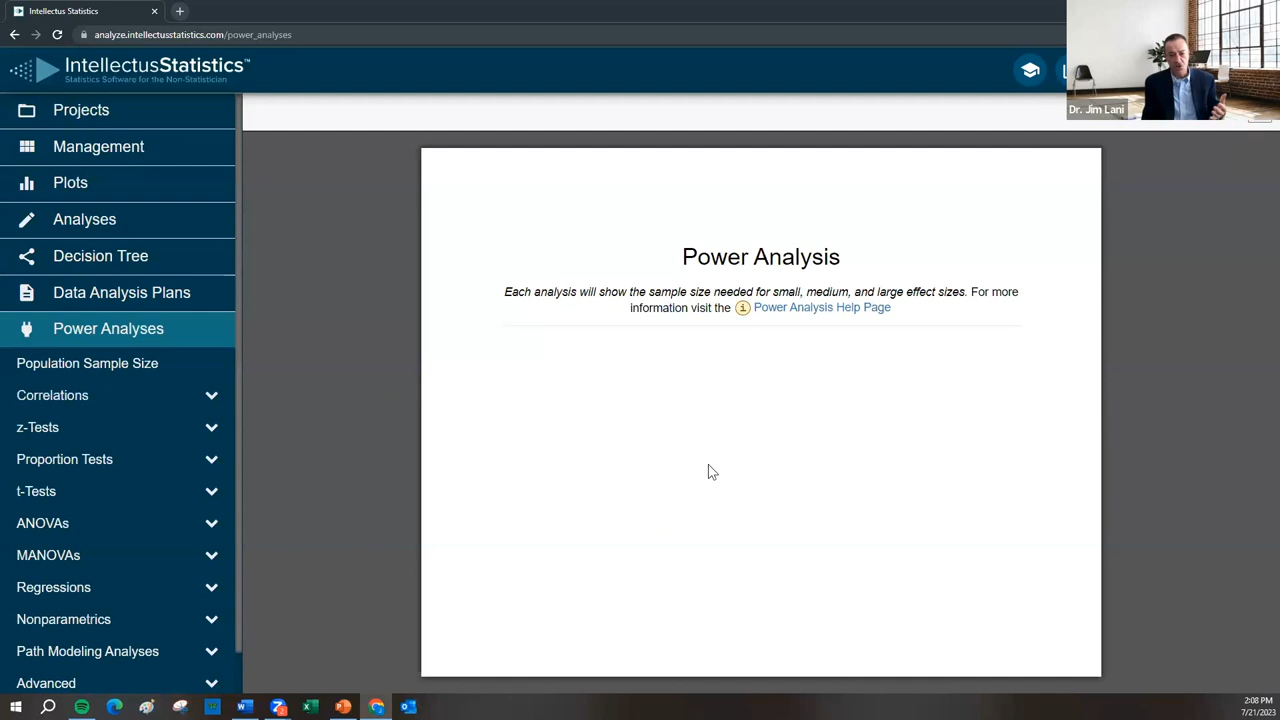 Intellectus Statistics
analyze.intellectusstatistics.com/power_analyses
IntellectusStatistics™
Statistics Software for the Non-Statistician
Dr. Jim Lani
Projects
Management
Plots
Analyses
Decision Tree
Data Analysis Plans
Power Analyses
Population Sample Size
Correlations
z-Tests
Proportion Tests
t-Tests
ANOVAs
MANOVAs
Regressions
Nonparametrics
Path Modeling Analyses
Advanced
Power Analysis
Each analysis will show the sample size needed for small, medium, and large effect sizes. For more
information visit the i Power Analysis Help Page
2:08 PM
7/21/2023